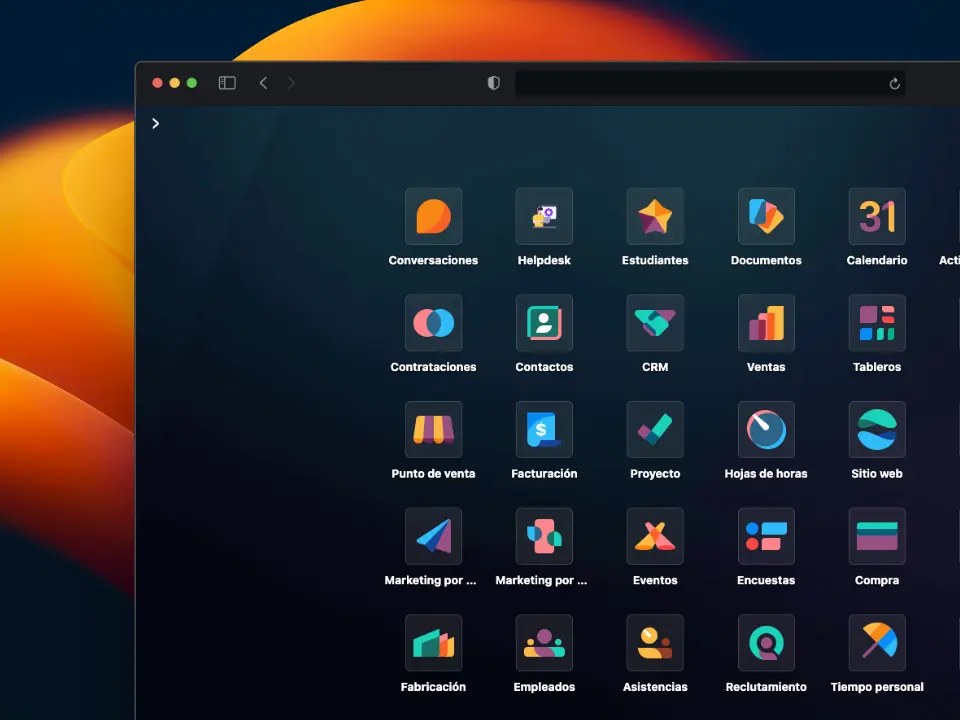 31
Conversaciones
Helpdesk
Estudiantes
Documentos
Calendario
Acti
Contrataciones
Contactos
CRM
Ventas
Tableros
$
Punto de venta
Facturación
Proyecto
Hojas de horas
Sitio web
Marketing por ...
Marketing por ...
Eventos
Encuestas
Compra
Fabricación
Empleados
Asistencias
Reclutamiento
Tiempo personal